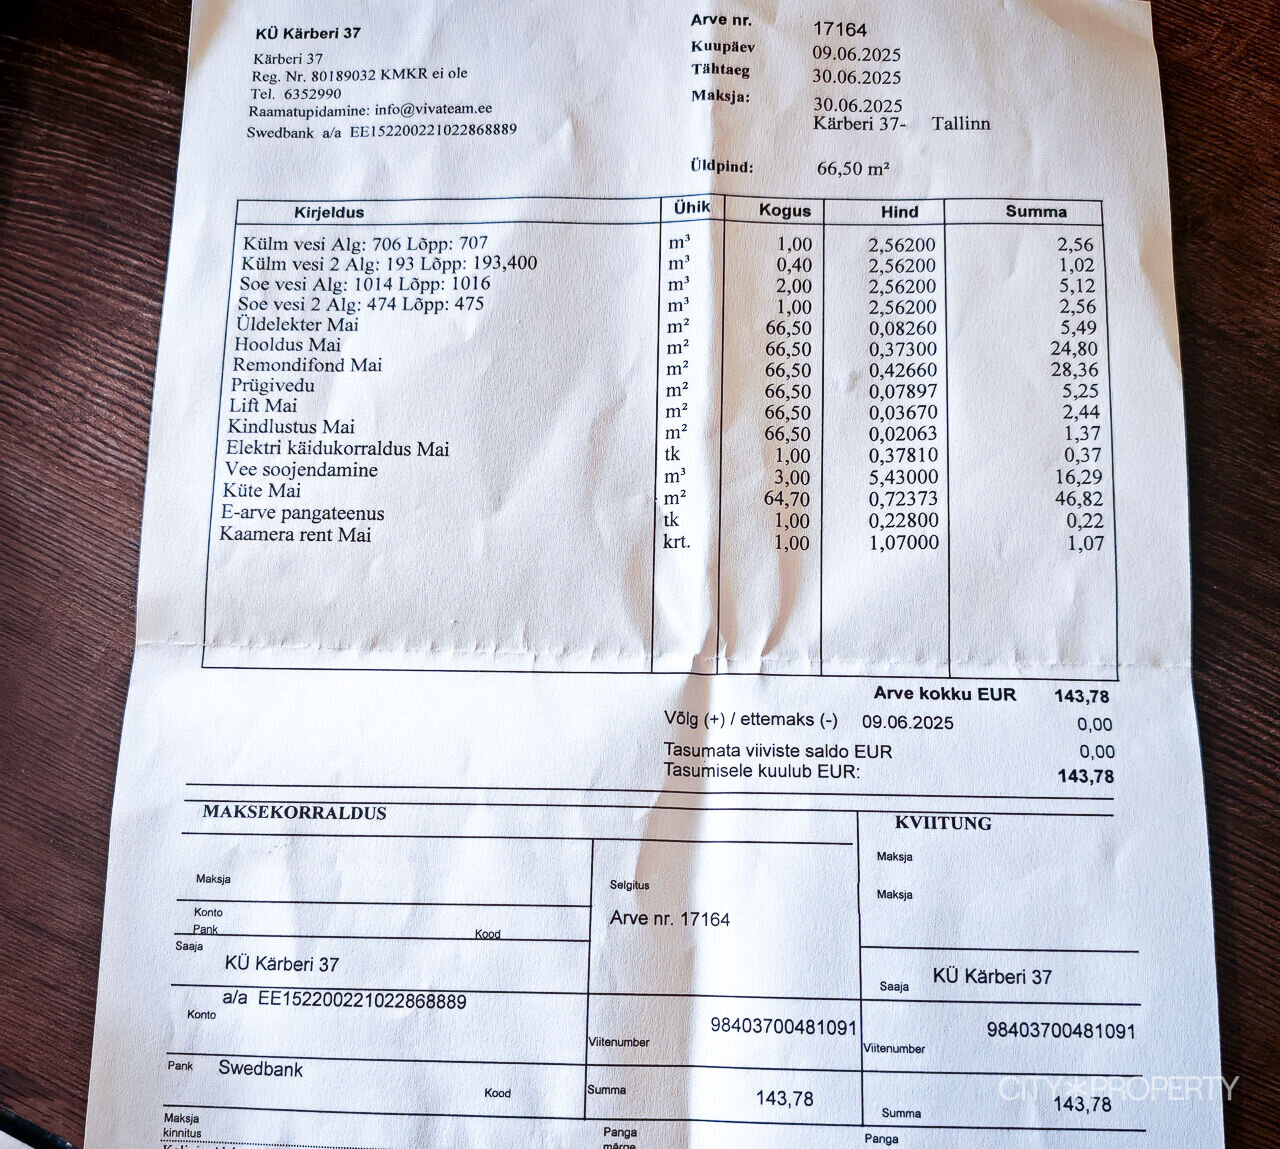 KÜ Kärberi 37
Kärberi 37
Reg. Nr. 80189032 KMKR ei ole
Tel. 6352990
Raamatupidamine: info@vivateam.ee
Swedbank a/a EE152200221022868889
Arve nr. 17164
Kuupäev 09.06.2025
Tähtaeg 30.06.2025
Maksja: 30.06.2025
Kärberi 37- Tallinn
Üldpind: 66,50 m²
Kirjeldus Ühik Kogus Hind Summa
Külm vesi Alg: 706 Lõpp: 707 m³ 1,00 2,56200 2,56
Külm vesi 2 Alg: 193 Lõpp: 193,400 m³ 0,40 2,56200 1,02
Soe vesi Alg: 1014 Lõpp: 1016 m³ 2,00 2,56200 5,12
Soe vesi 2 Alg: 474 Lõpp: 475 m³ 1,00 2,56200 2,56
Üldelekter Mai m² 66,50 0,08260 5,49
Hooldus Mai m² 66,50 0,37300 24,80
Remondifond Mai m² 66,50 0,42660 28,36
Prügivedu m² 66,50 0,07897 5,25
Lift Mai m² 66,50 0,03670 2,44
Kindlustus Mai m² 66,50 0,02063 1,37
Elektri käidukorraldus Mai tk 1,00 0,37810 0,37
Vee soojendamine m³ 3,00 5,43000 16,29
Küte Mai m² 64,70 0,72373 46,82
E-arve pangateenus tk 1,00 0,22800 0,22
Kaamera rent Mai krt. 1,00 1,07000 1,07
Arve kokku EUR 143,78
Võlg (+) / ettemaks (-) 09.06.2025 0,00
Tasumata viiviste saldo EUR 0,00
Tasumisele kuulub EUR: 143,78
MAKSEKORRALDUS
Maksja
Konto
Pank Kood
Saaja
KÜ Kärberi 37
a/a EE152200221022868889
Konto
Pank Swedbank
Kood
Maksja
kinnitus
Selgitus
Arve nr. 17164
98403700481091
Viitenumber
Summa 143,78
Panga
märge
KVIITUNG
Maksja
Maksja
Saaja KÜ Kärberi 37
98403700481091
Viitenumber
Summa 143,78
Panga
CITY PROPERTY